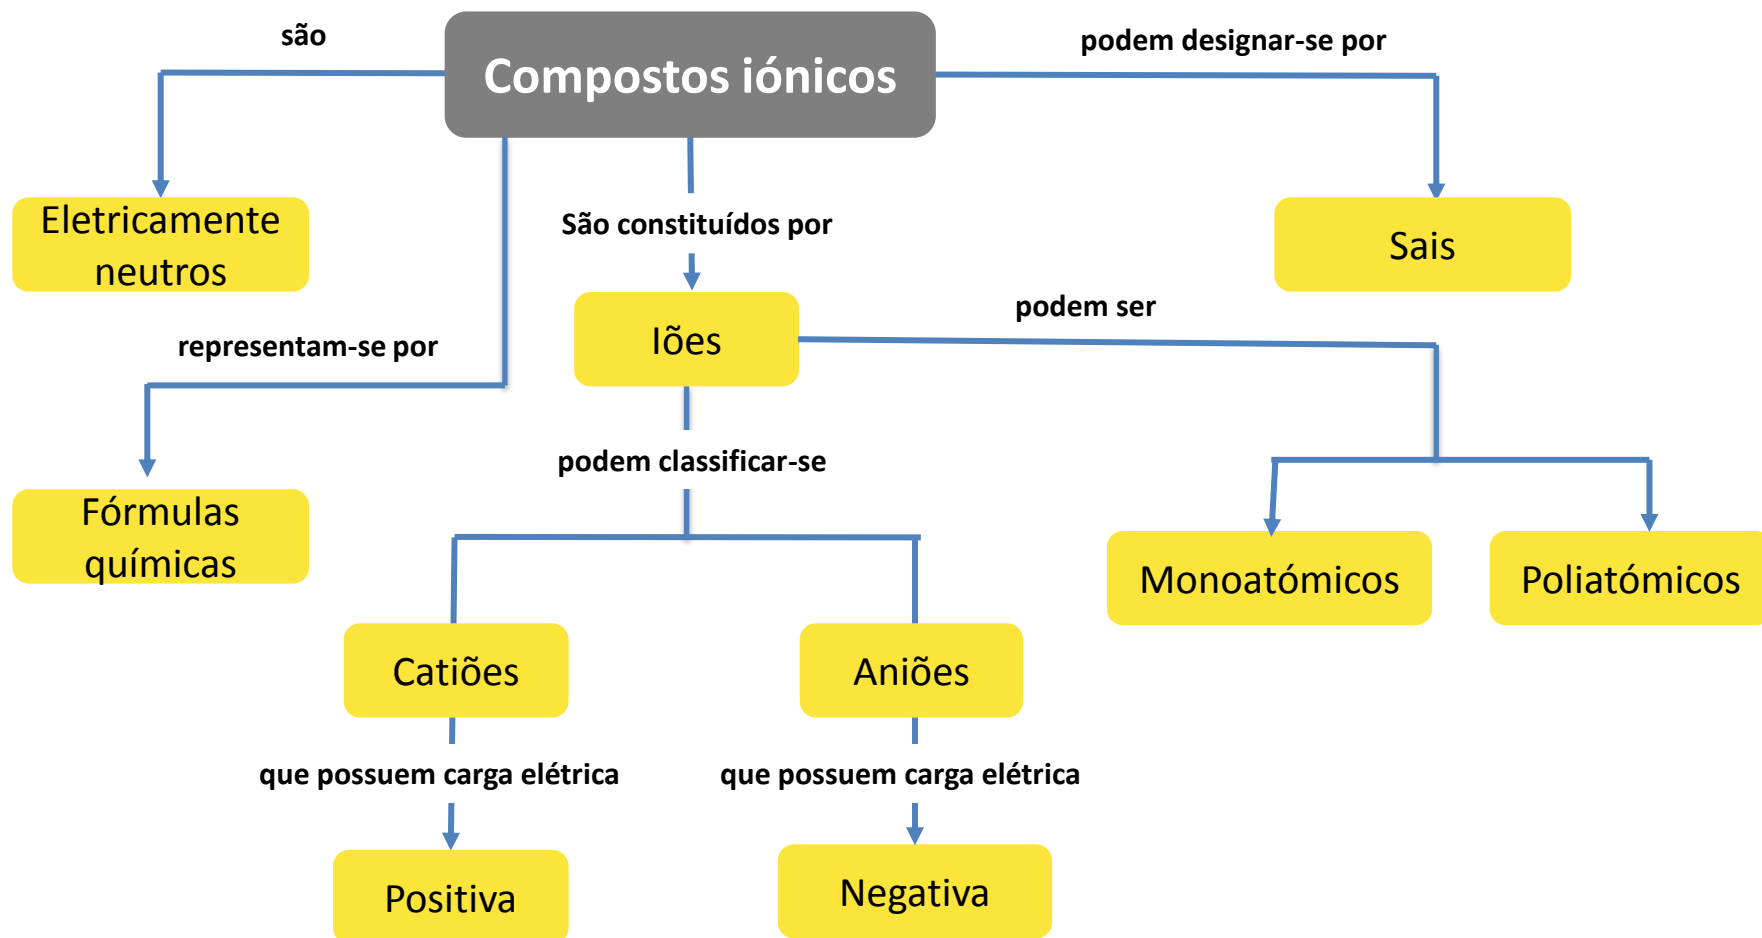 são
podem designar-se por
Compostos iónicos
Eletricamente
neutros
São constituídos por
Sais
podem ser
representam-se por
Iões
podem classificar-se
Fórmulas
químicas
Monoatómicos
Poliatómicos
Catiões
Aniões
que possuem carga elétrica
que possuem carga elétrica
Positiva
Negativa